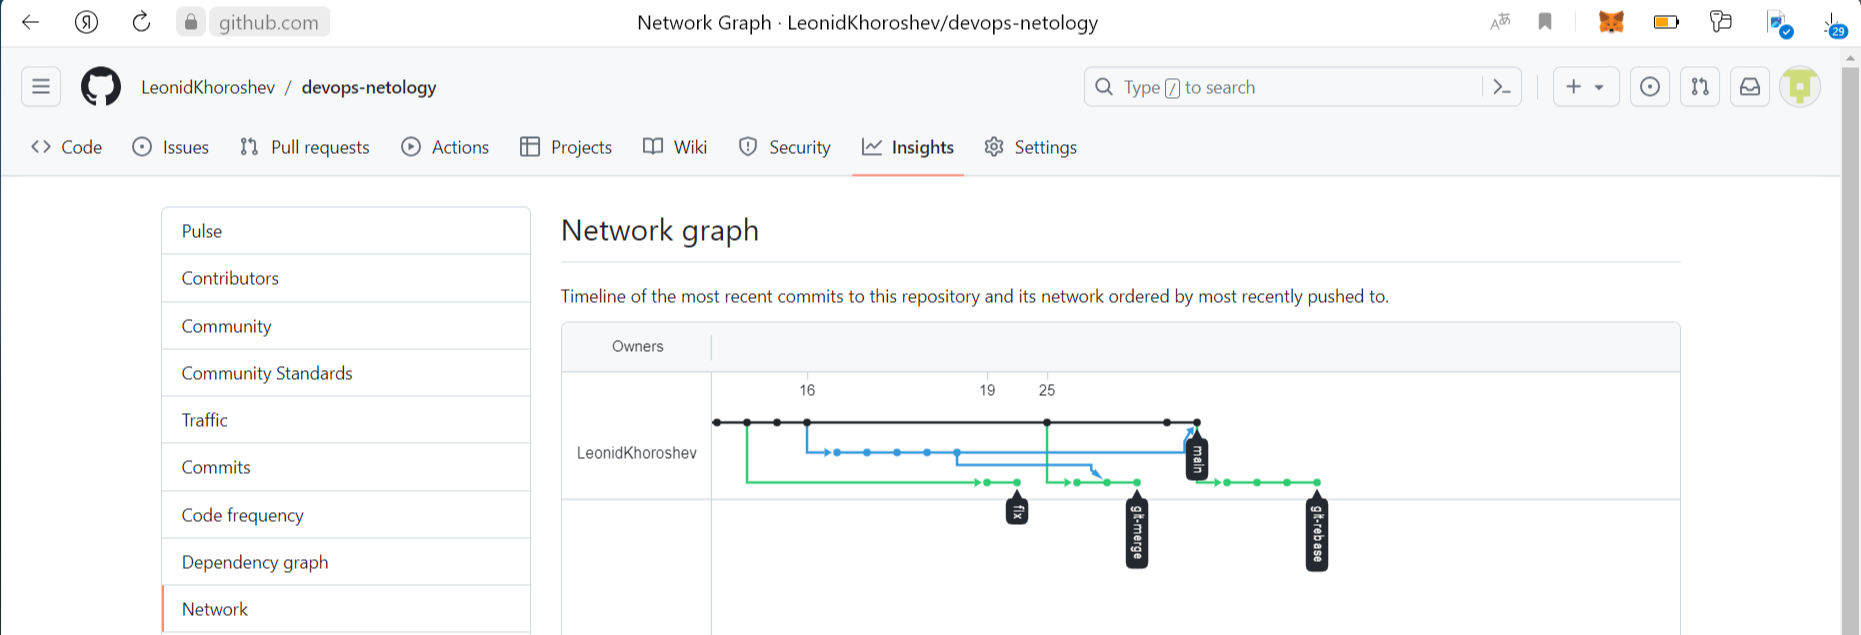 Я github.com Network Graph · LeonidKhoroshev/devops-netology
29
LeonidKhoroshev / devops-netology Type / to search
Code Issues Pull requests Actions Projects Wiki Security Insights Settings
Pulse
Contributors
Community
Community Standards
Traffic
Commits
Code frequency
Dependency graph
Network
Network graph
Timeline of the most recent commits to this repository and its network ordered by most recently pushed to.
Owners
16 19 25
LeonidKhoroshev
main
fix
git-merge
git-rebase